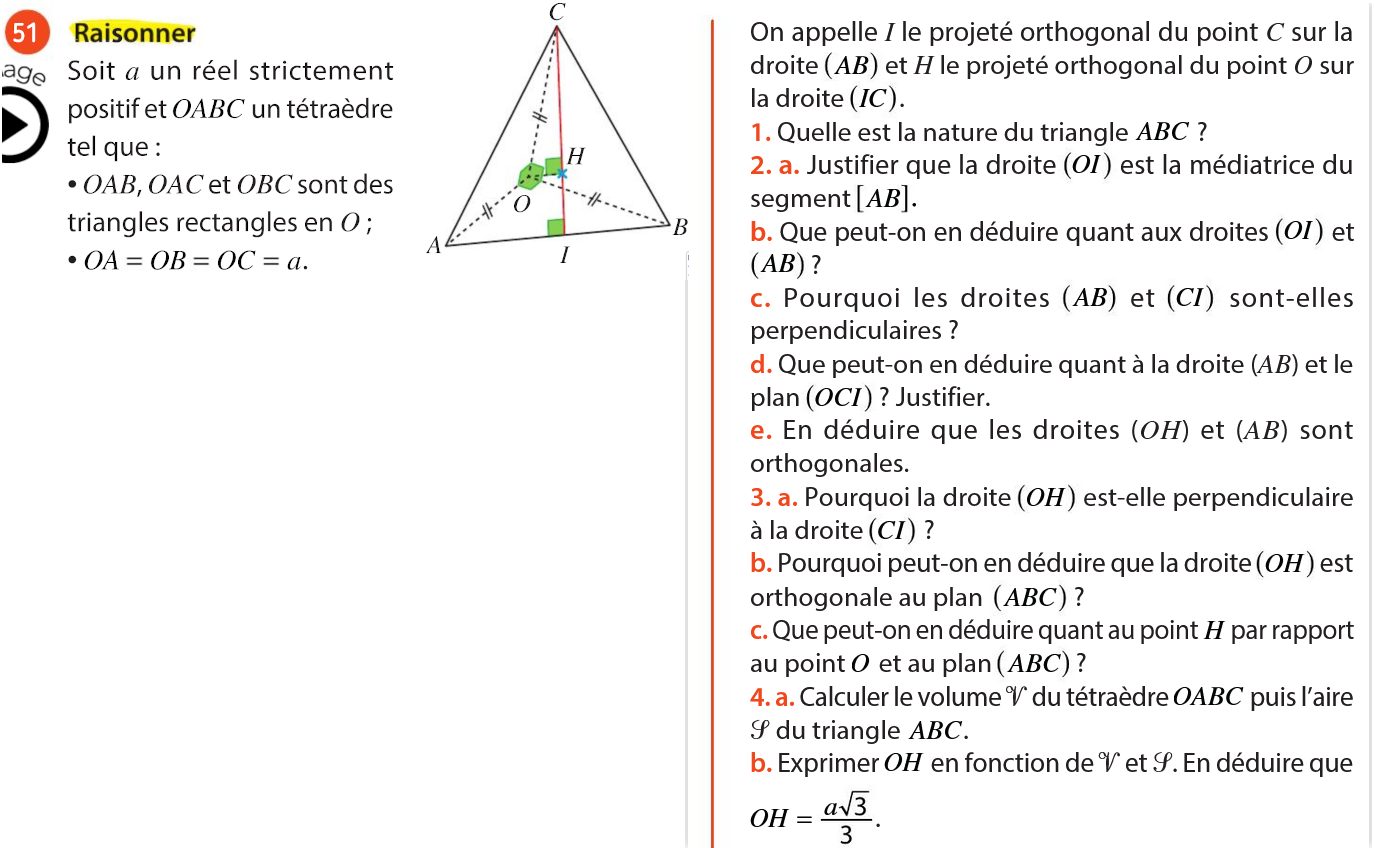 51 Raisonner
age
Soit a un réel strictement
positif et OABC un tétraèdre
tel que :
• OAB, OAC et OBC sont des
triangles rectangles en O ;
• OA = OB = OC = a.
C
H
O
A
B
I
On appelle I le projeté orthogonal du point C sur la
droite (AB) et H le projeté orthogonal du point O sur
la droite (IC).
1. Quelle est la nature du triangle ABC ?
2. a. Justifier que la droite (OI) est la médiatrice du
segment [AB].
b. Que peut-on en déduire quant aux droites (OI) et
(AB) ?
c. Pourquoi les droites (AB) et (CI) sont-elles
perpendiculaires ?
d. Que peut-on en déduire quant à la droite (AB) et le
plan (OCI) ? Justifier.
e. En déduire que les droites (OH) et (AB) sont
orthogonales.
3. a. Pourquoi la droite (OH) est-elle perpendiculaire
à la droite (CI) ?
b. Pourquoi peut-on en déduire que la droite (OH) est
orthogonale au plan (ABC) ?
c. Que peut-on en déduire quant au point H par rapport
au point O et au plan (ABC) ?
4. a. Calculer le volume 𝒱 du tétraèdre OABC puis l’aire
𝒮 du triangle ABC.
b. Exprimer OH en fonction de 𝒱 et 𝒮. En déduire que
OH = a√3/3.